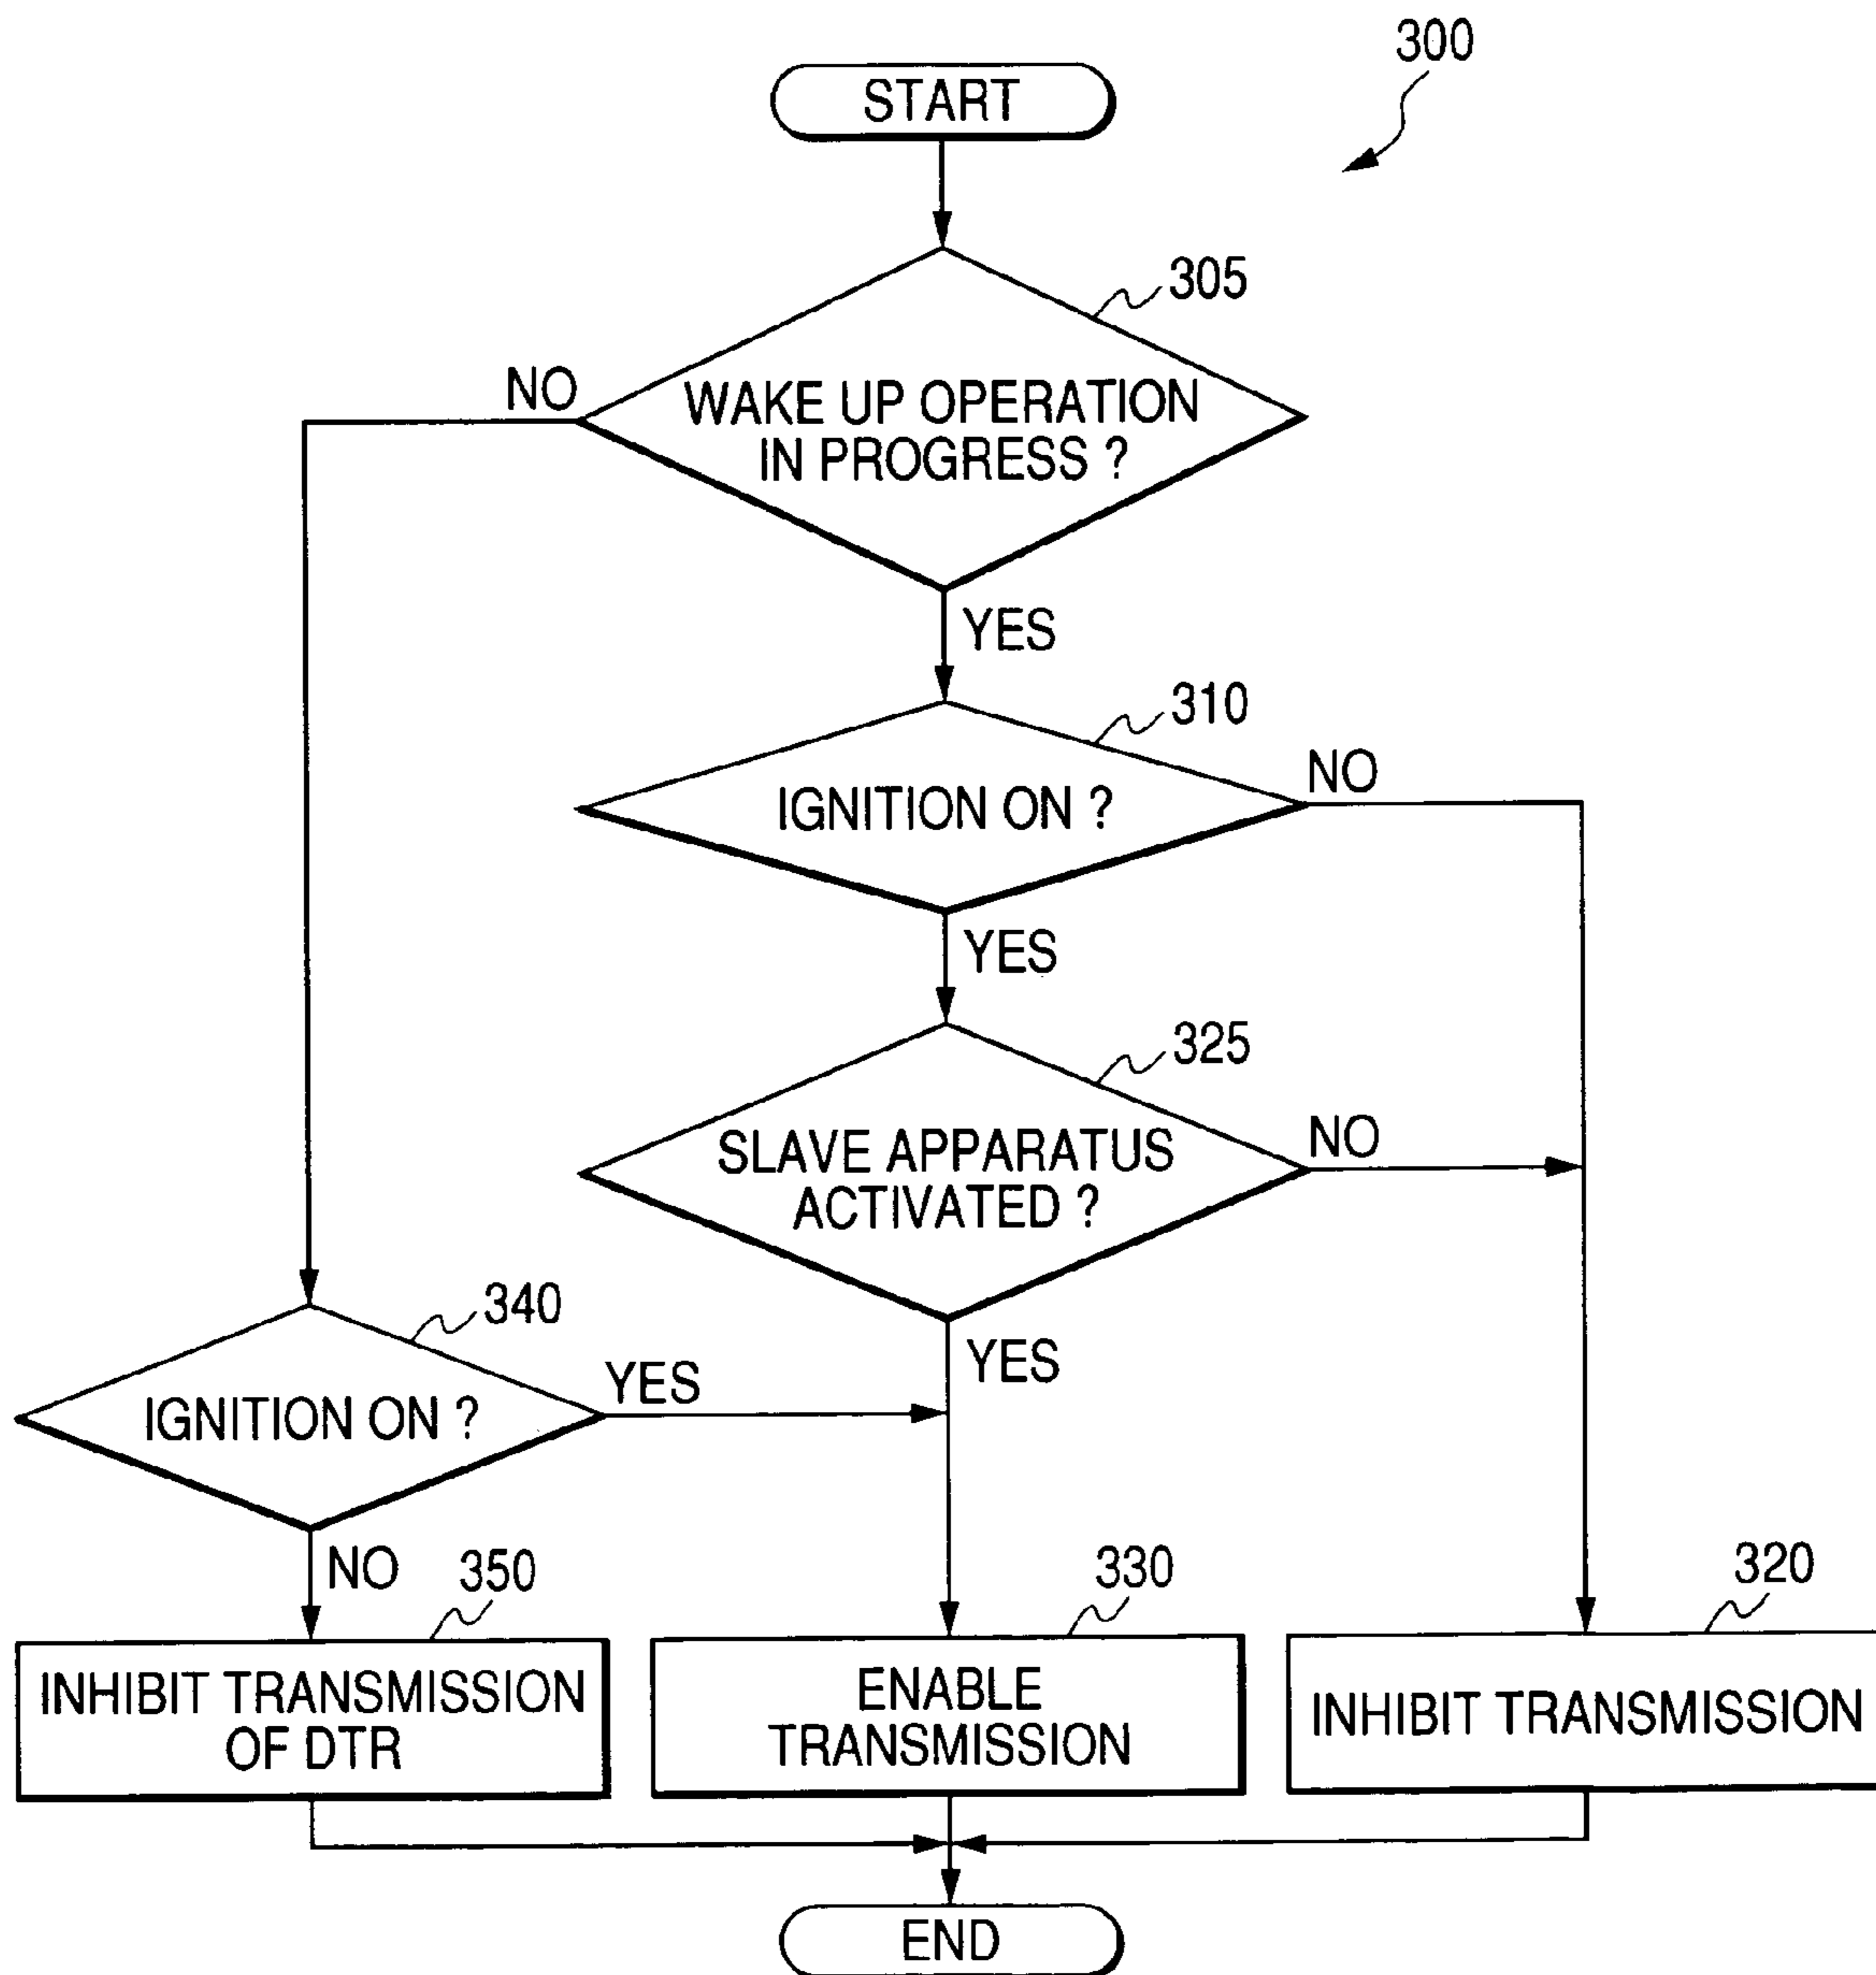 300
START
305
NO
WAKE UP OPERATION
IN PROGRESS ?
YES
310
NO
IGNITION ON ?
YES
325
NO
SLAVE APPARATUS
ACTIVATED ?
340
YES
YES
IGNITION ON ?
NO
350
330
320
INHIBIT TRANSMISSION
OF DTR
ENABLE
TRANSMISSION
INHIBIT TRANSMISSION
END